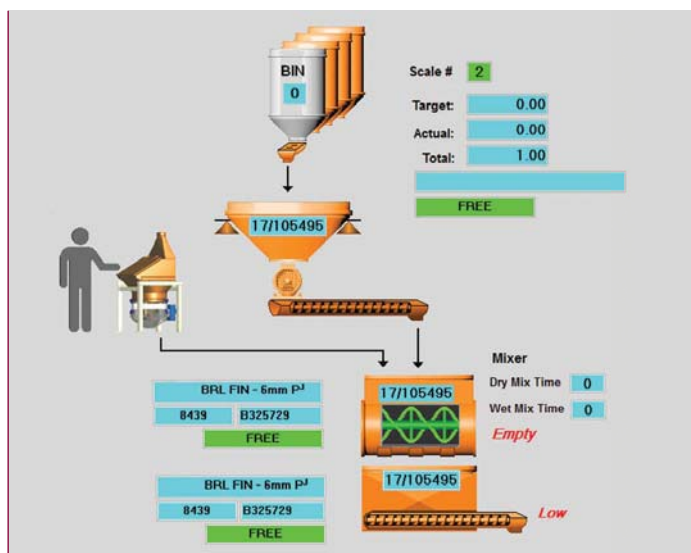 BIN
0
Scale # 2
Target: 0.00
Actual: 0.00
Total: 1.00
FREE
17/105495
Mixer
Dry Mix Time 0
Wet Mix Time 0
Empty
17/105495
BRL FIN - 6mm PJ
8439 B325729
FREE
17/105495
BRL FIN - 6mm PJ
8439 B325729
FREE
Low